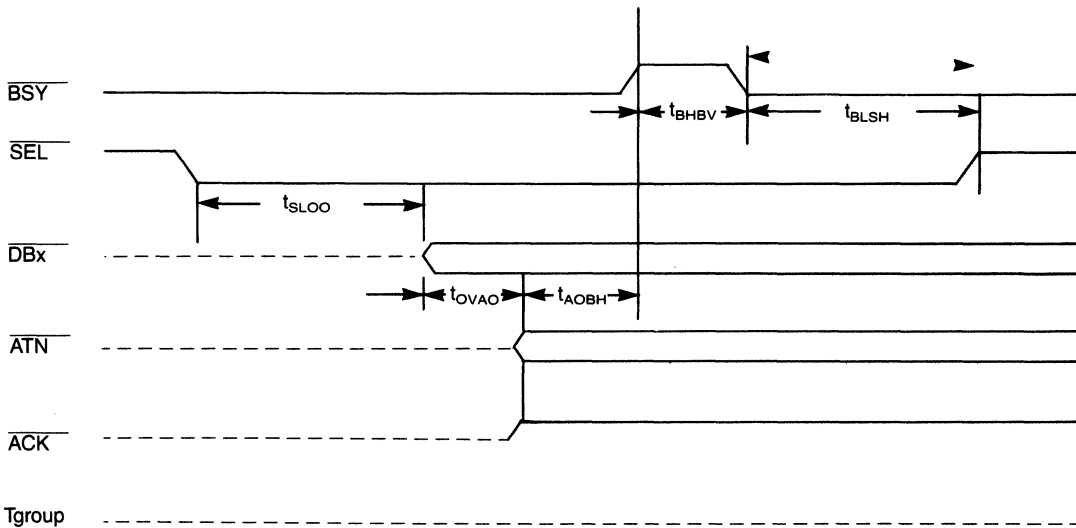 BSY
tBHBV
tBLSH
SEL
tSLOO
DBx
tOVAO
tAOBH
ATN
ACK
Tgroup